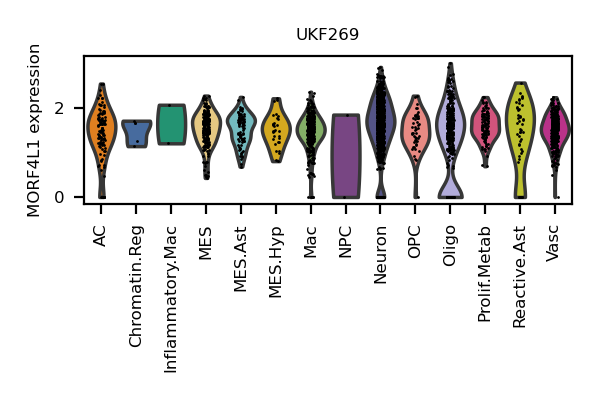 UKF269
MORF4L1 expression
2
0
AC
Chromatin.Reg
Inflammatory.Mac
MES
MES.Ast
MES.Hyp
Mac
NPC
Neuron
OPC
Oligo
Prolif.Metab
Reactive.Ast
Vasc